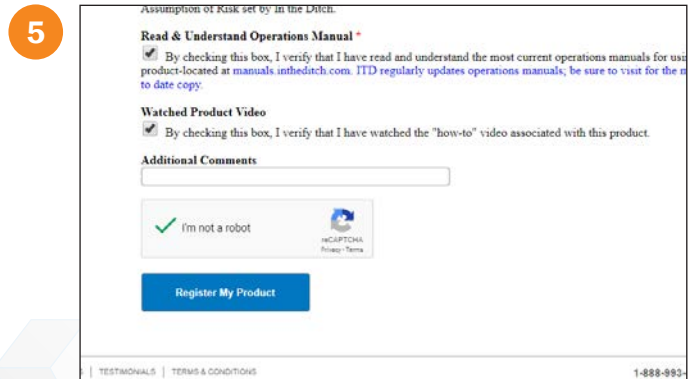 5
Assumption of Risk set by In the Ditch.
Read & Understand Operations Manual *
By checking this box, I verify that I have read and understand the most current operations manuals for
product-located at manuals.intheditch.com. ITD regularly updates operations manuals; be sure to visit for the
to date copy.
Watched Product Video
By checking this box, I verify that I have watched the "how-to" video associated with this product.
Additional Comments
I'm not a robot
reCAPTCHA
Privacy - Terms
Register My Product
| TESTIMONIALS | TERMS & CONDITIONS
1-888-993-